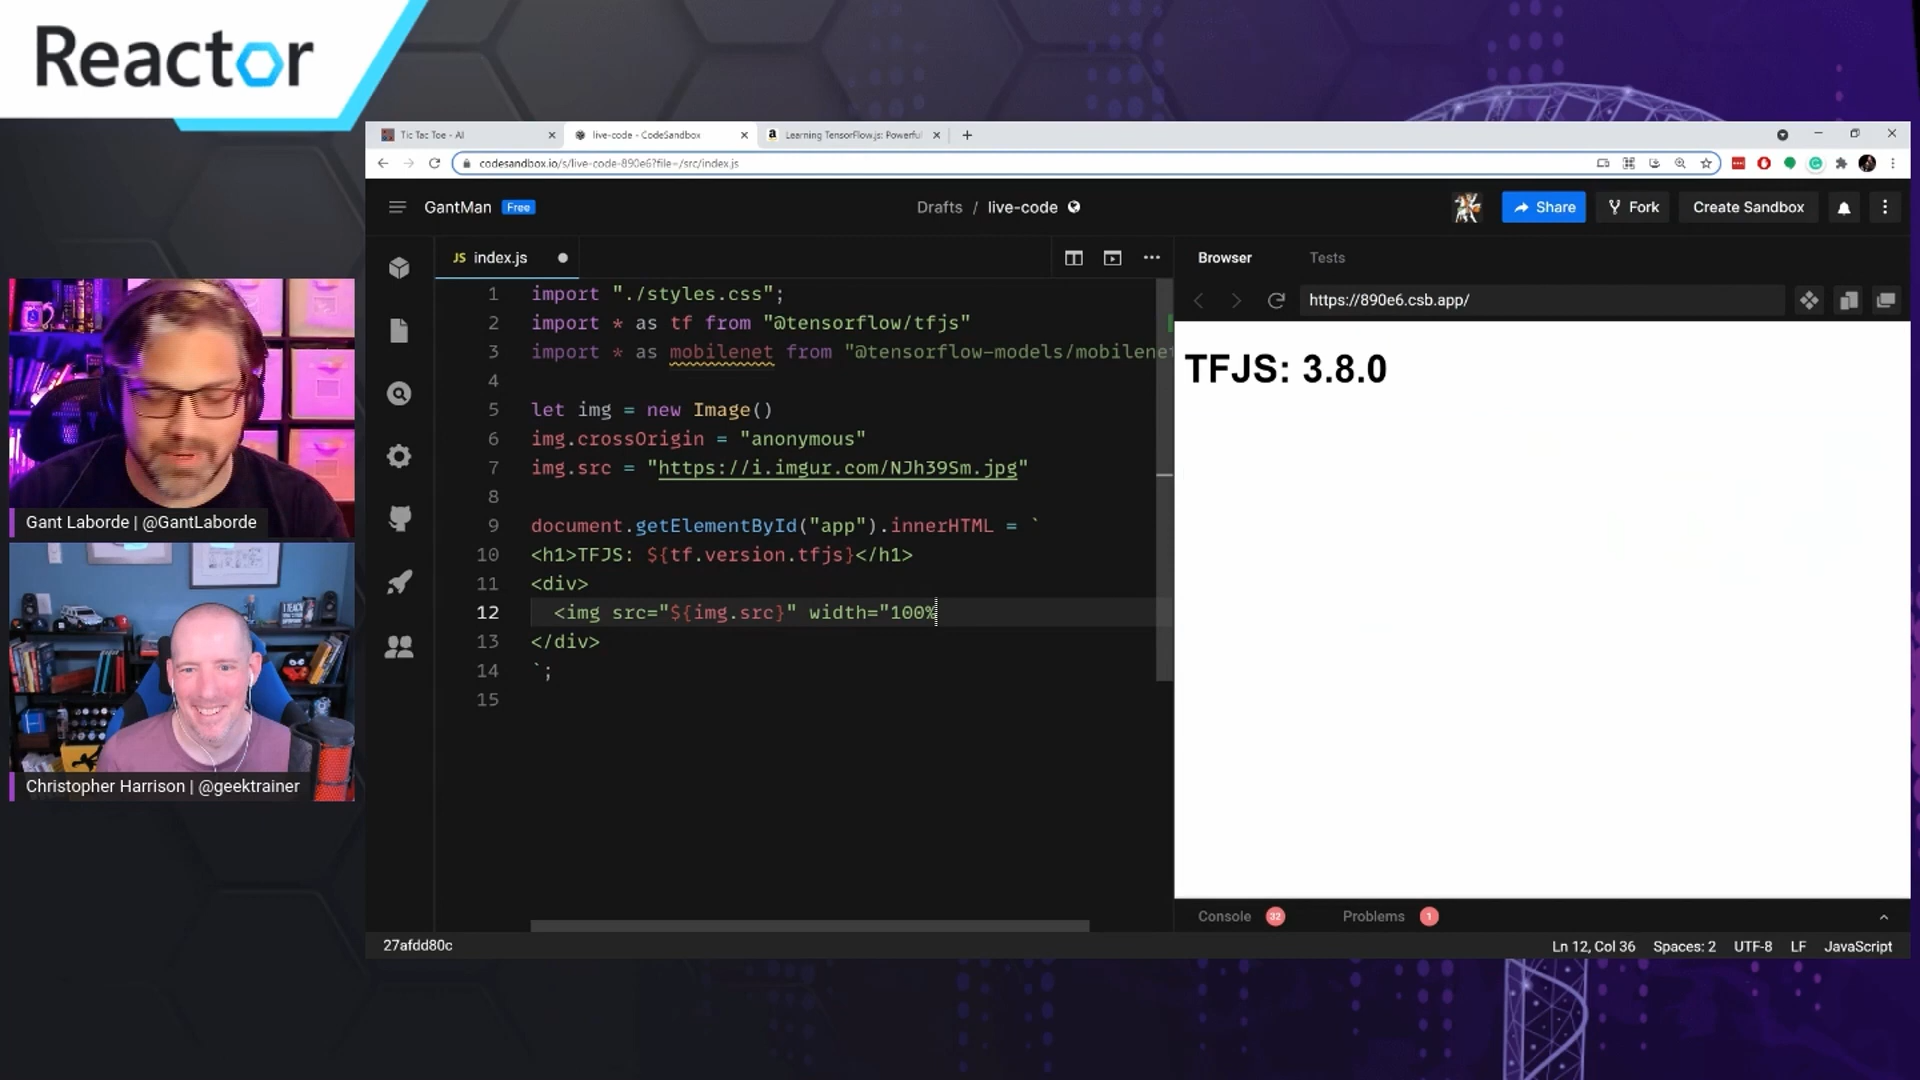 Reactor
Tic Tac Toe - AI
live-code - CodeSandbox
Learning TensorFlow.js: Powerful
codesandbox.io/s/live-code-890e6?file=/src/index.js
GantMan
Free
Drafts / live-code
Share
Fork
Create Sandbox
JS index.js
Browser
Tests
https://890e6.csb.app/
1 import "./styles.css";
2 import * as tf from "@tensorflow/tfjs"
3 import * as mobilenet from "@tensorflow-models/mobilenet
4
5 let img = new Image()
6 img.crossOrigin = "anonymous"
7 img.src = "https://i.imgur.com/NJh39Sm.jpg"
8
9 document.getElementById("app").innerHTML = `
10 <h1>TFJS: ${tf.version.tfjs}</h1>
11 <div>
12 <img src="${img.src}" width="100%
13 </div>
14 `;
15
TFJS: 3.8.0
Gant Laborde | @GantLaborde
Christopher Harrison | @geektrainer
Console 32
Problems 1
27afdd80c
Ln 12, Col 36
Spaces: 2
UTF-8
LF
JavaScript